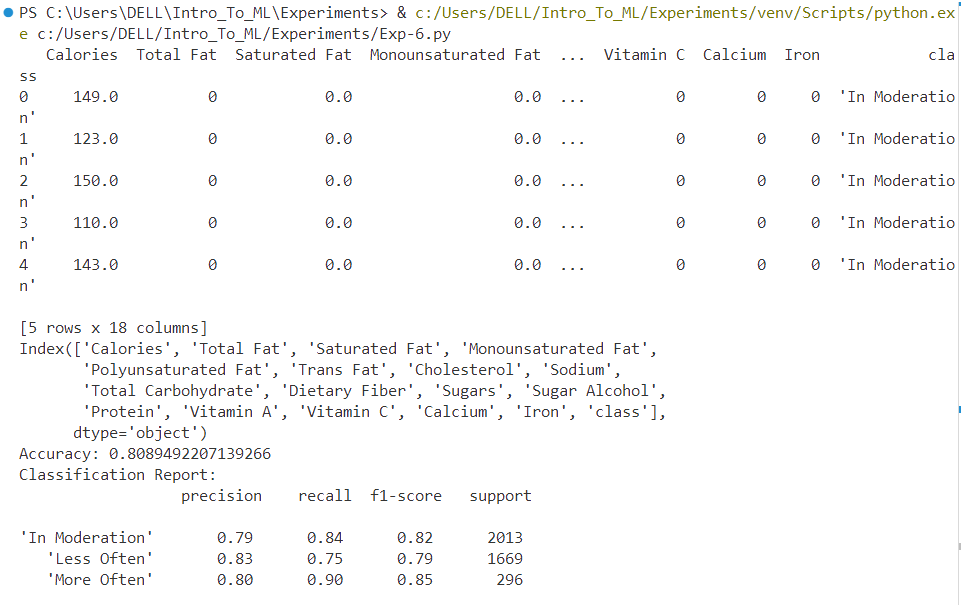 PS C:\Users\DELL\Intro_To_ML\Experiments> & c:/Users/DELL/Intro_To_ML/Experiments/venv/Scripts/python.ex
e c:/Users/DELL/Intro_To_ML/Experiments/Exp-6.py
   Calories  Total Fat  Saturated Fat  Monounsaturated Fat  ...  Vitamin C  Calcium  Iron            cla
ss
0     149.0          0            0.0                  0.0  ...          0        0     0  'In Moderatio
n'
1     123.0          0            0.0                  0.0  ...          0        0     0  'In Moderatio
n'
2     150.0          0            0.0                  0.0  ...          0        0     0  'In Moderatio
n'
3     110.0          0            0.0                  0.0  ...          0        0     0  'In Moderatio
n'
4     143.0          0            0.0                  0.0  ...          0        0     0  'In Moderatio
n'

[5 rows x 18 columns]
Index(['Calories', 'Total Fat', 'Saturated Fat', 'Monounsaturated Fat',
       'Polyunsaturated Fat', 'Trans Fat', 'Cholesterol', 'Sodium',
       'Total Carbohydrate', 'Dietary Fiber', 'Sugars', 'Sugar Alcohol',
       'Protein', 'Vitamin A', 'Vitamin C', 'Calcium', 'Iron', 'class'],
      dtype='object')
Accuracy: 0.8089492207139266
Classification Report:
                  precision    recall  f1-score   support

'In Moderation'       0.79      0.84      0.82      2013
   'Less Often'       0.83      0.75      0.79      1669
   'More Often'       0.80      0.90      0.85       296